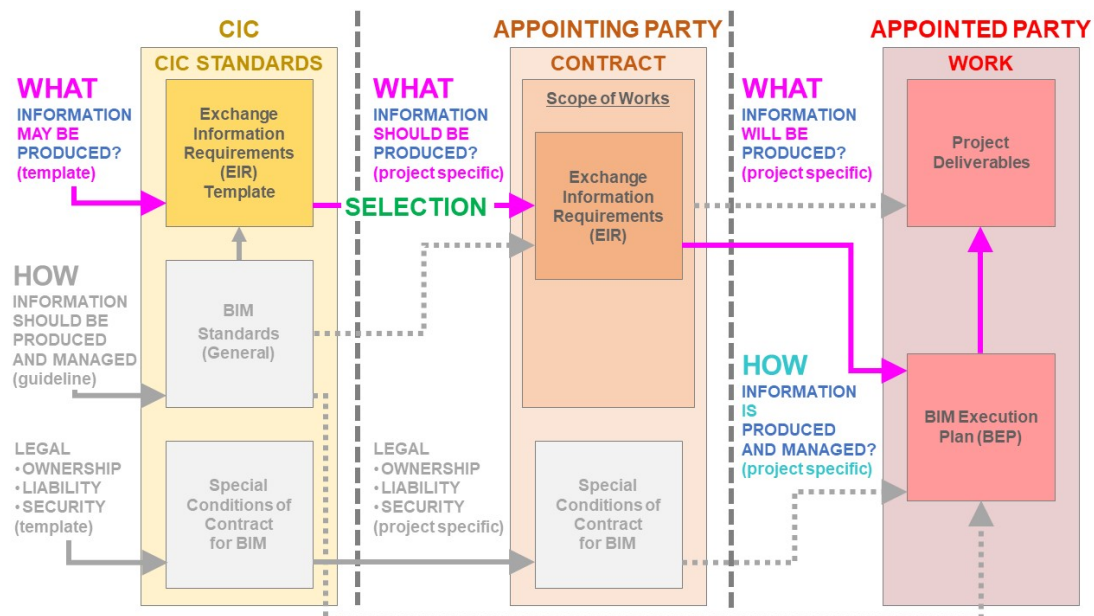 CIC
CIC STANDARDS
WHAT
INFORMATION
MAY BE
PRODUCED?
(template)
Exchange
Information
Requirements
(EIR)
Template
HOW
INFORMATION
SHOULD BE
PRODUCED
AND MANAGED
(guideline)
BIM
Standards
(General)
LEGAL
•OWNERSHIP
•LIABILITY
•SECURITY
(template)
Special
Conditions of
Contract
for BIM
APPOINTING PARTY
CONTRACT
WHAT
INFORMATION
SHOULD BE
PRODUCED?
(project specific)
SELECTION
Scope of Works
Exchange
Information
Requirements
(EIR)
LEGAL
•OWNERSHIP
•LIABILITY
•SECURITY
(project specific)
Special
Conditions of
Contract
for BIM
APPOINTED PARTY
WORK
WHAT
INFORMATION
WILL BE
PRODUCED?
(project specific)
Project
Deliverables
HOW
INFORMATION
IS
PRODUCED
AND MANAGED?
(project specific)
BIM Execution
Plan (BEP)